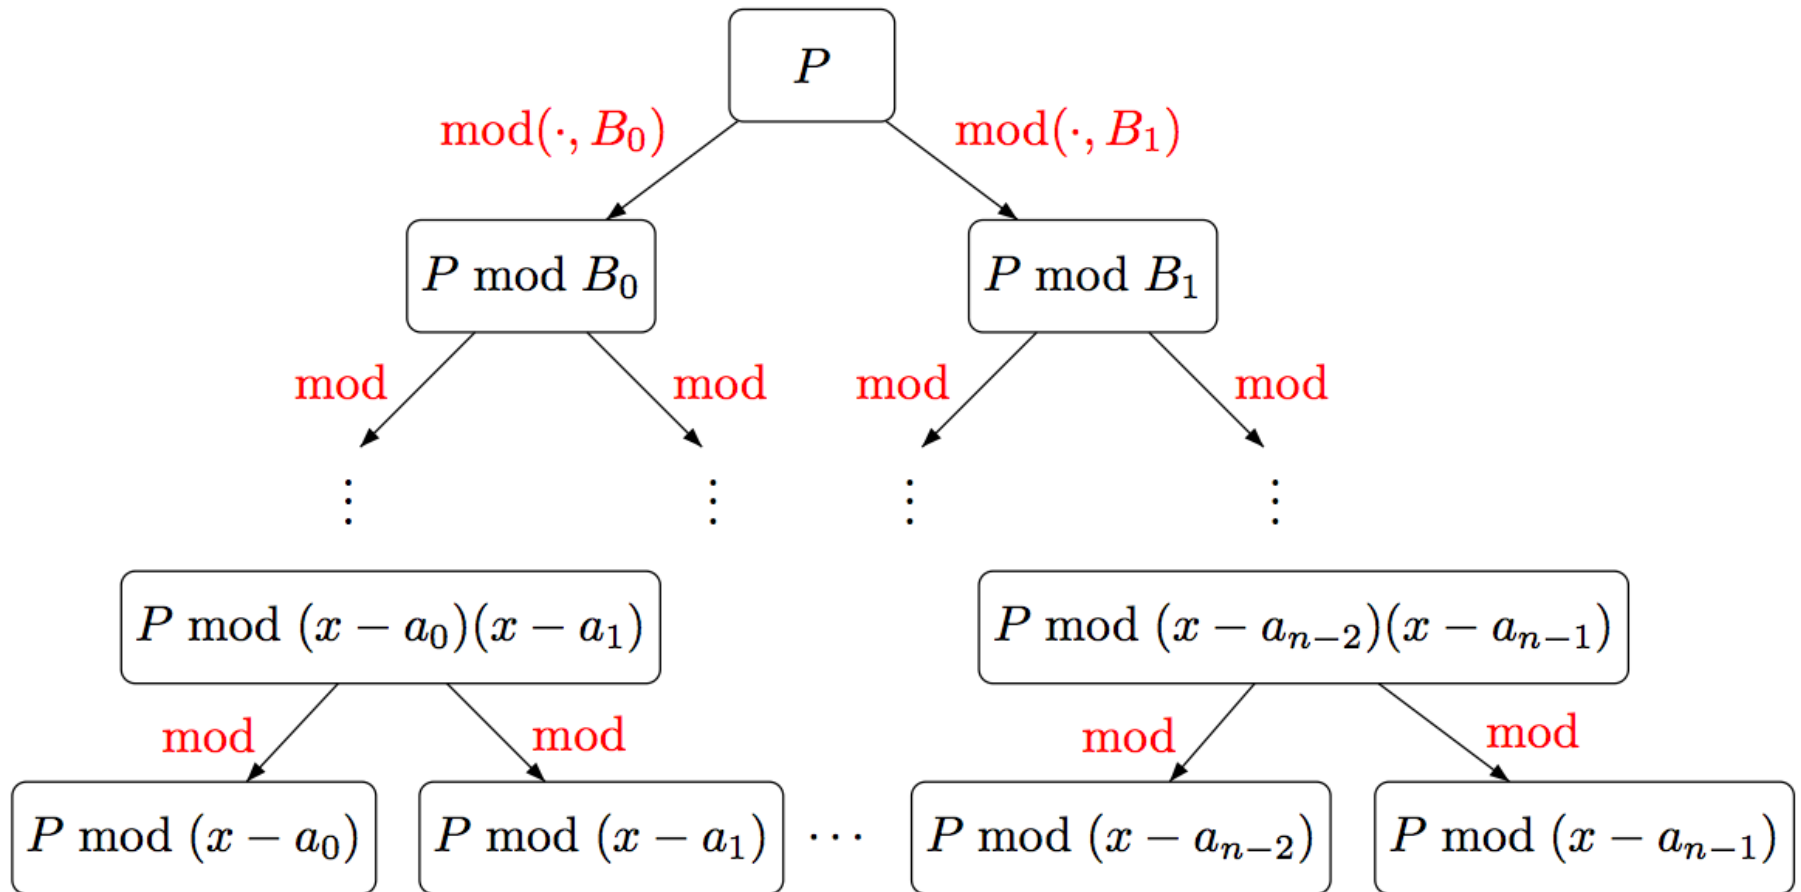 P
mod(·, B₀) mod(·, B₁)
P mod B₀ P mod B₁
mod mod mod mod
⋮ ⋮ ⋮ ⋮
P mod (x − a₀)(x − a₁) P mod (x − aₙ₋₂)(x − aₙ₋₁)
mod mod mod mod
P mod (x − a₀) P mod (x − a₁) ··· P mod (x − aₙ₋₂) P mod (x − aₙ₋₁)